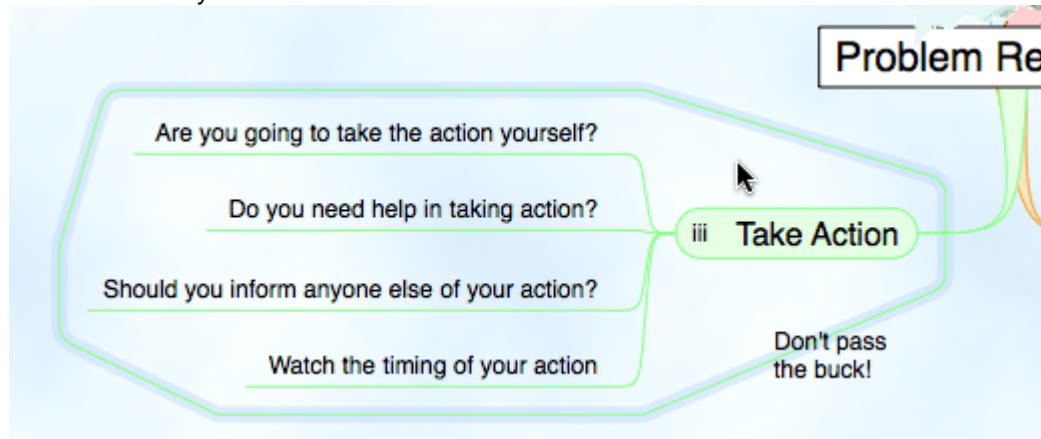 y
Problem Re
Are you going to take the action yourself?
Do you need help in taking action?
iii Take Action
Should you inform anyone else of your action?
Don't pass
the buck!
Watch the timing of your action